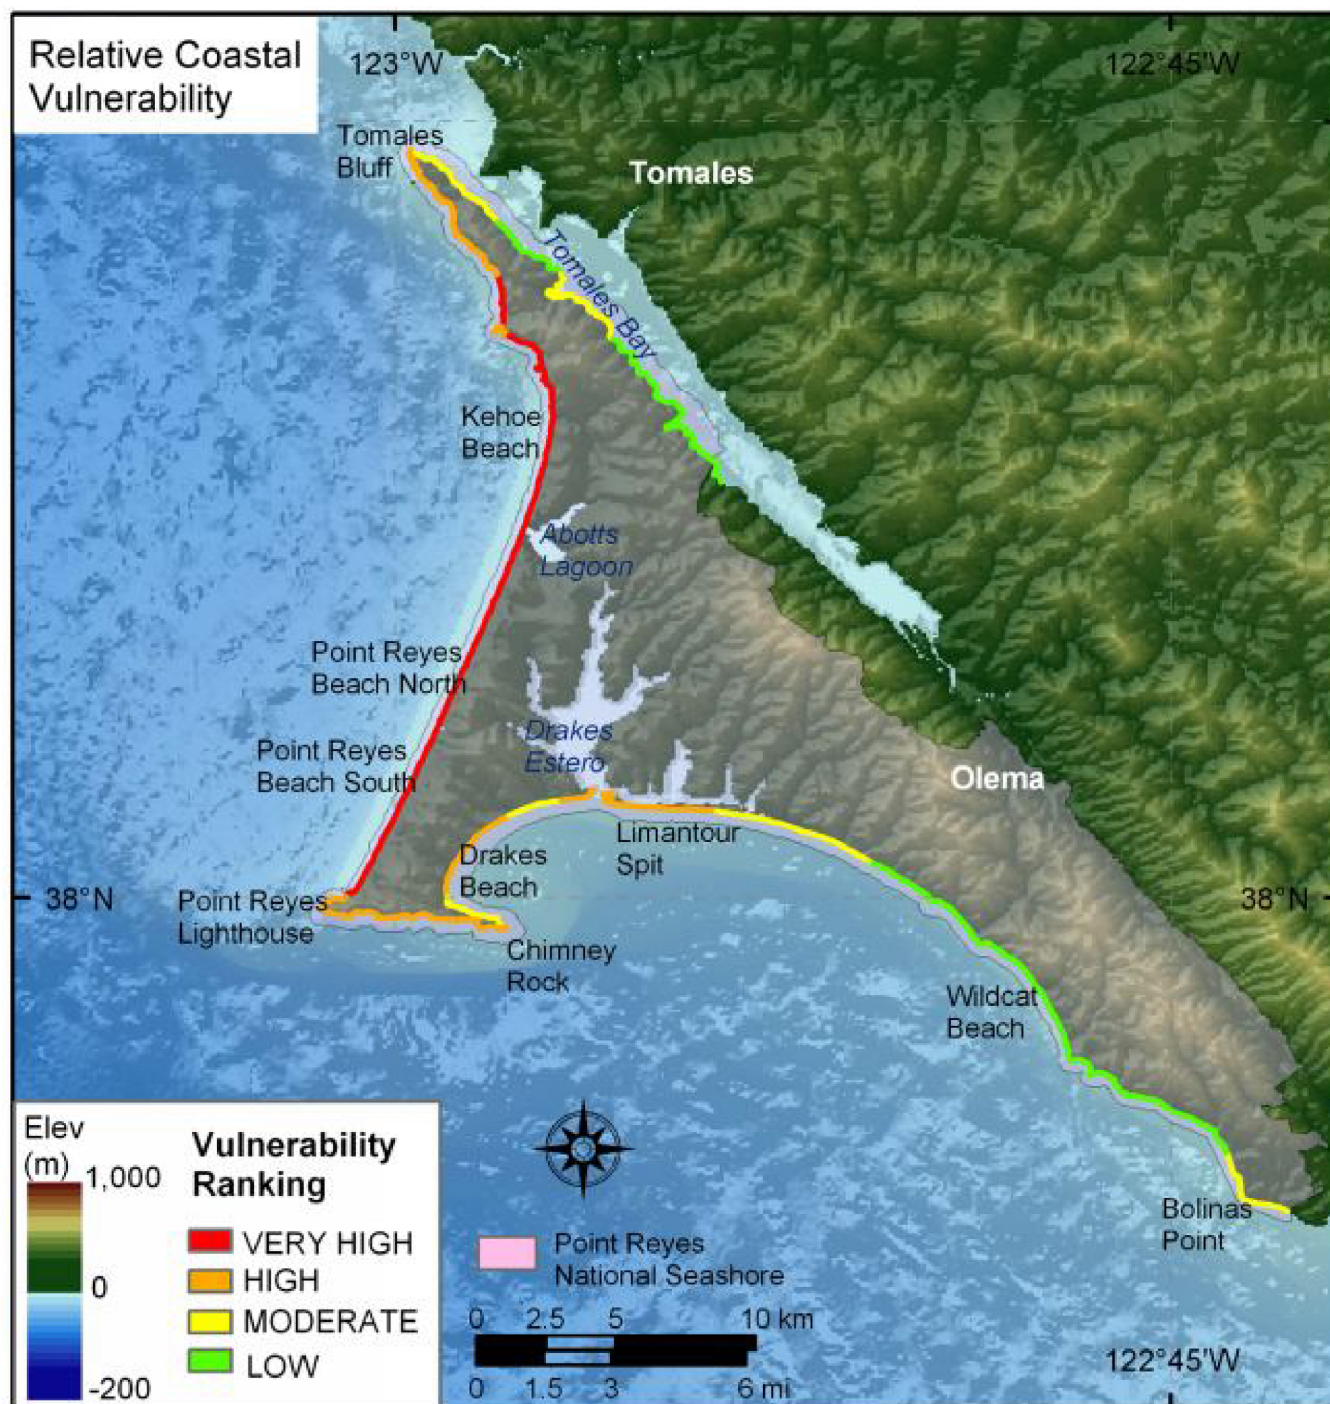 Relative Coastal
Vulnerability
123°W
122°45'W
Tomales
Bluff
Tomales
Tomales Bay
Kehoe
Beach
Abotts
Lagoon
Point Reyes
Beach North
Point Reyes
Beach South
Drakes
Estero
Olema
Limantour
Spit
Drakes
Beach
38°N
Point Reyes
Lighthouse
38°N
Chimney
Rock
Wildcat
Beach
Bolinas
Point
Elev
(m)
1,000
0
-200
Vulnerability
Ranking
VERY HIGH
HIGH
MODERATE
LOW
Point Reyes
National Seashore
0 2.5 5 10 km
0 1.5 3 6 mi
122°45'W